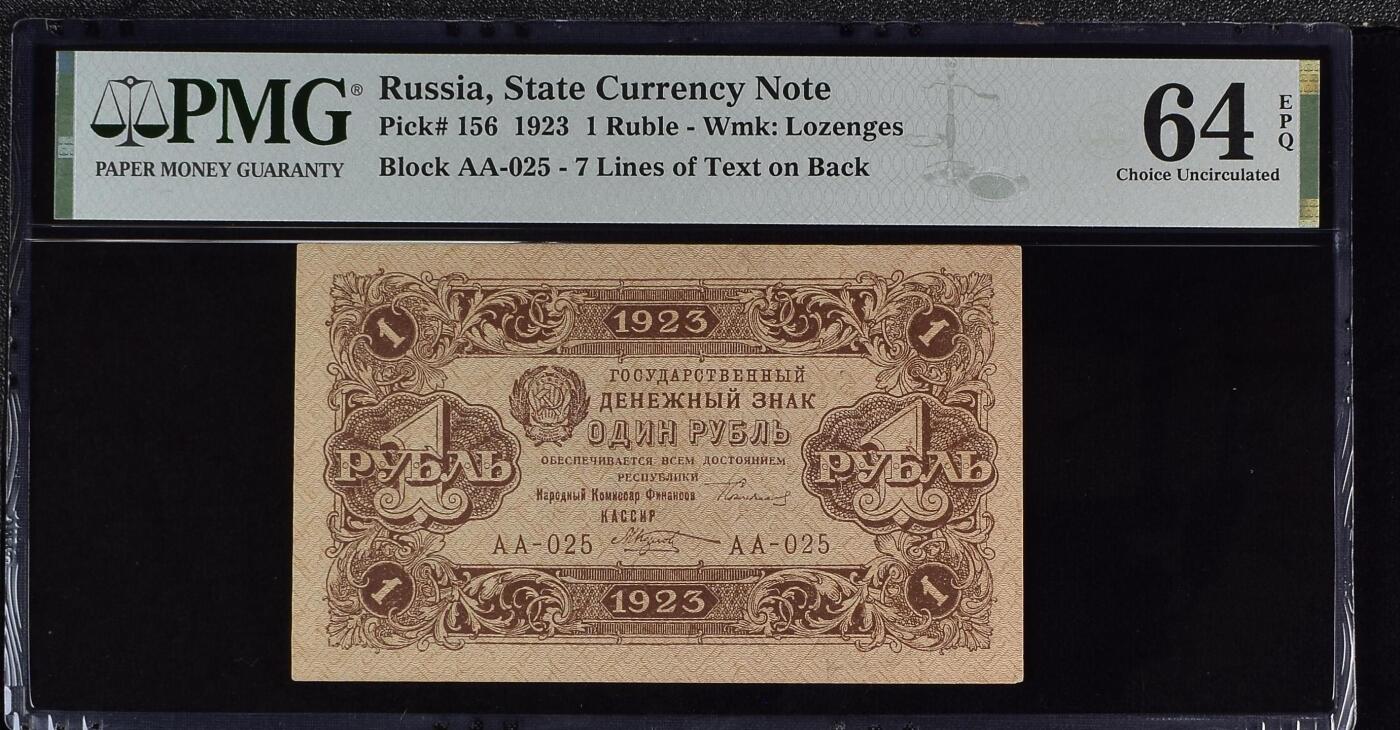 PMG®
PAPER MONEY GUARANTY
Russia, State Currency Note
Pick# 156 1923 1 Ruble - Wmk: Lozenges
Block AA-025 - 7 Lines of Text on Back
64
EPQ
Choice Uncirculated
1 1923 1
ГОСУДАРСТВЕННЫЙ
ДЕНЕЖНЫЙ ЗНАК
ОДИН РУБЛЬ
1 РУБЛЬ
1 РУБЛЬ
ОБЕСПЕЧИВАЕТСЯ ВСЕМ ДОСТОЯНИЕМ
РЕСПУБЛИКИ
Народный Комиссар Финансов
КАССИР
АА-025 АА-025
1 1923 1